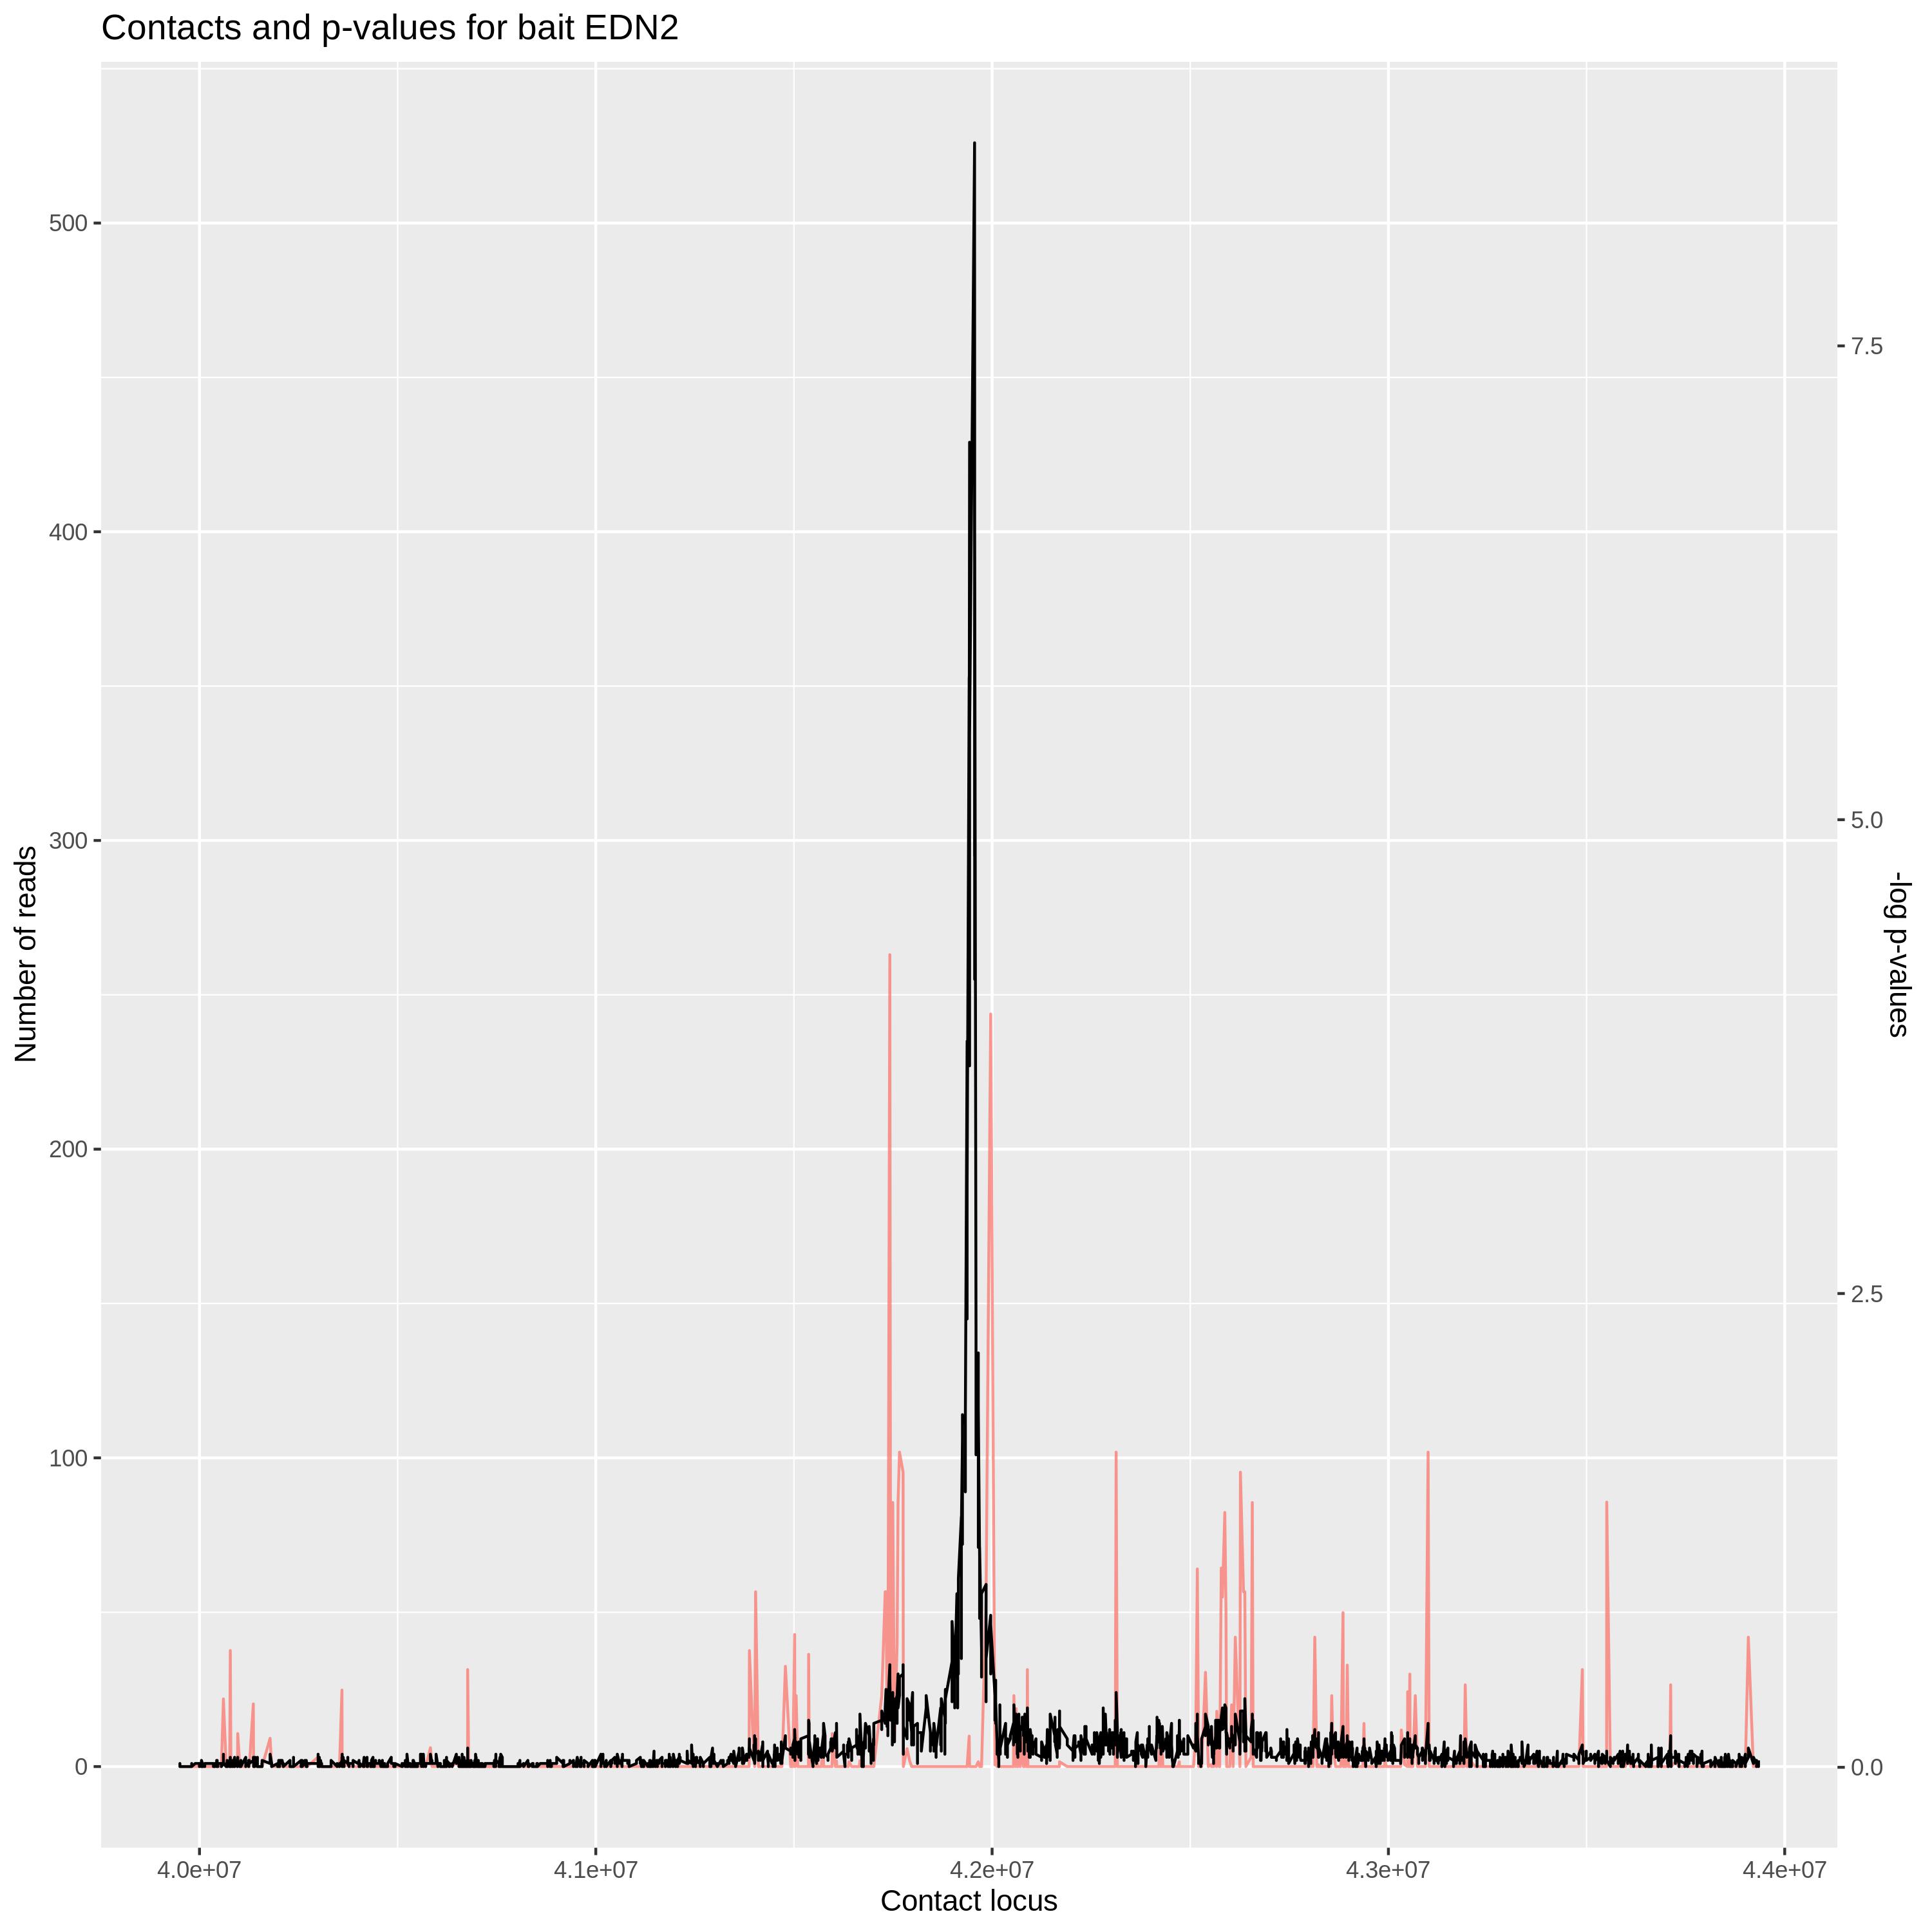 Contacts and p-values for bait EDN2
500
400
300
200
100
0
Number of reads
7.5
5.0
2.5
0.0
-log p-values
4.0e+07
4.1e+07
4.2e+07
4.3e+07
4.4e+07
Contact locus